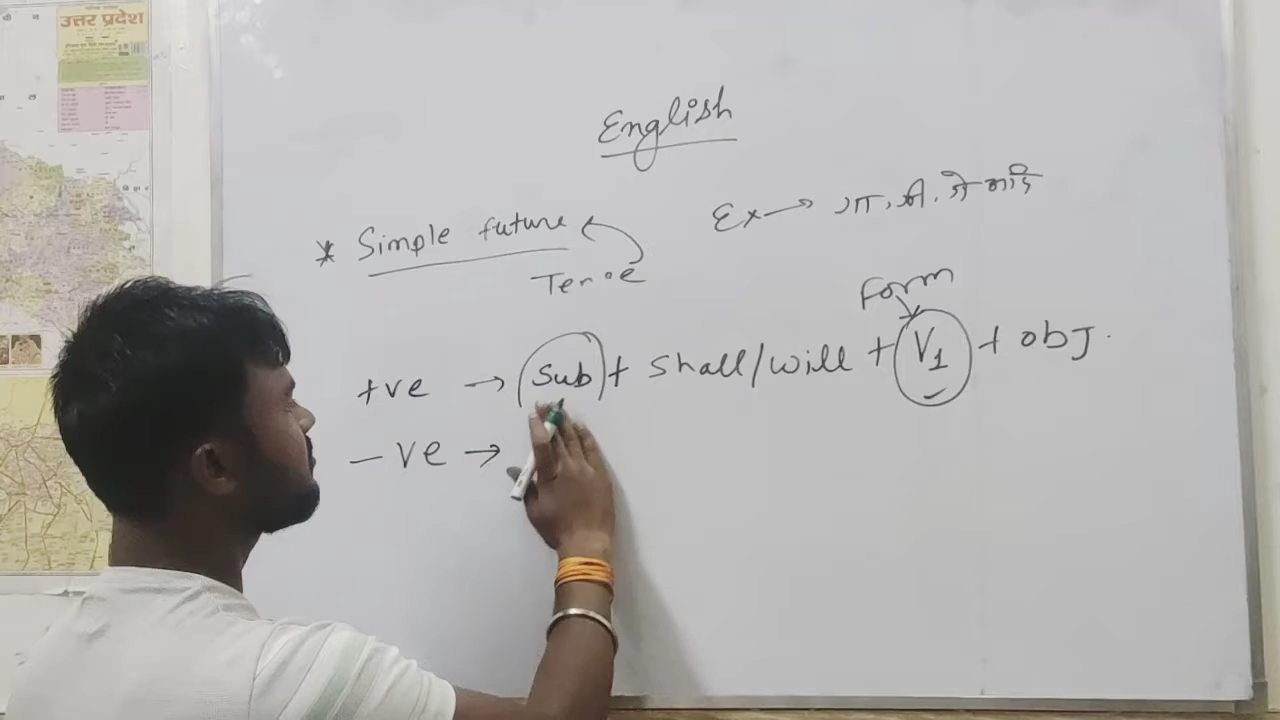 उत्तर प्रदेश
English
* Simple future
Tense
Ex → गा, गी, गे आदि
Form
+ve → Sub + Shall/will + V1 + obj.
-ve →